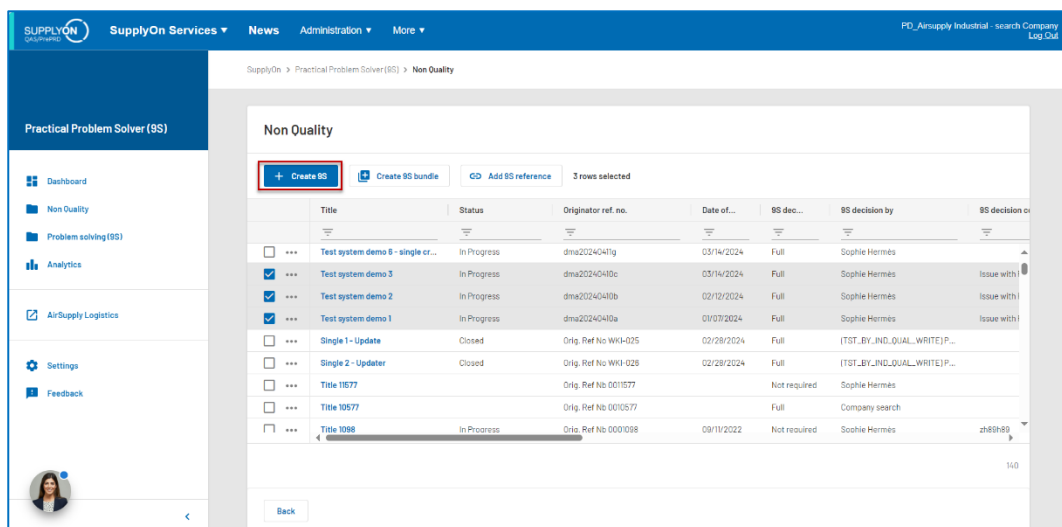 SUPPLYON
QAS/PrePRD
SupplyOn Services ▼ News Administration ▼ More ▼
PD_Airsupply Industrial - search Company
Log Out
SupplyOn > Practical Problem Solver (9S) > Non Quality
Practical Problem Solver (9S)
Dashboard
Non Quality
Problem solving (9S)
Analytics
AirSupply Logistics
Settings
Feedback
Non Quality
+ Create 9S Create 9S bundle Add 9S reference 3 rows selected
Title Status Originator ref. no. Date of... 9S dec... 9S decision by 9S decision co
Test system demo 6 - single cr... In Progress dma20240411g 03/14/2024 Full Sophie Hermès
Test system demo 3 In Progress dma20240410c 03/14/2024 Full Sophie Hermès Issue with
Test system demo 2 In Progress dma20240410b 02/12/2024 Full Sophie Hermès Issue with
Test system demo 1 In Progress dma20240410a 01/07/2024 Full Sophie Hermès Issue with
Single 1 - Update Closed Orig. Ref No WKI-025 02/28/2024 Full (TST_BY_IND_QUAL_WRITE) P...
Single 2 - Updater Closed Orig. Ref No WKI-026 02/28/2024 Full (TST_BY_IND_QUAL_WRITE) P...
Title 11577 Orig. Ref Nb 0011577 Not required Sophie Hermès
Title 10577 Orig. Ref Nb 0010577 Full Company search
Title 1098 In Progress Orig. Ref Nb 0001098 09/11/2022 Not required Sophie Hermès zh89h89
140
Back